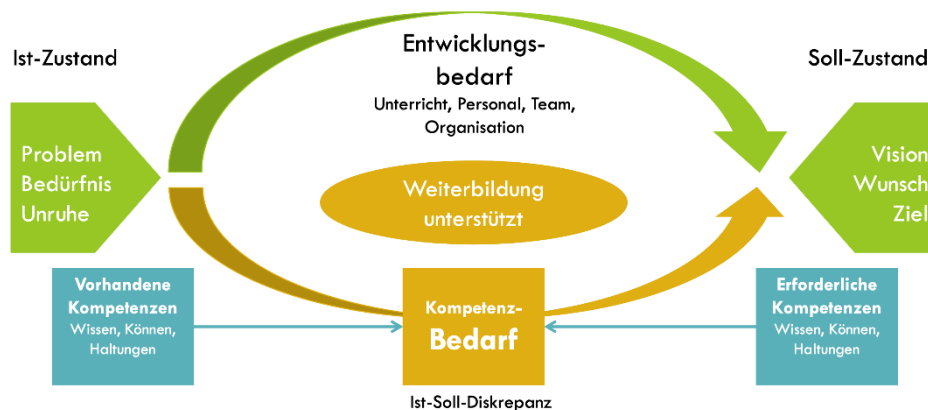 Ist-Zustand
Entwicklungs-
bedarf
Unterricht, Personal, Team,
Organisation
Soll-Zustand
Problem
Bedürfnis
Unruhe
Weiterbildung
unterstützt
Vision
Wunsch
Ziel
Vorhandene
Kompetenzen
Wissen, Können,
Haltungen
Kompetenz-
Bedarf
Erforderliche
Kompetenzen
Wissen, Können,
Haltungen
Ist-Soll-Diskrepanz